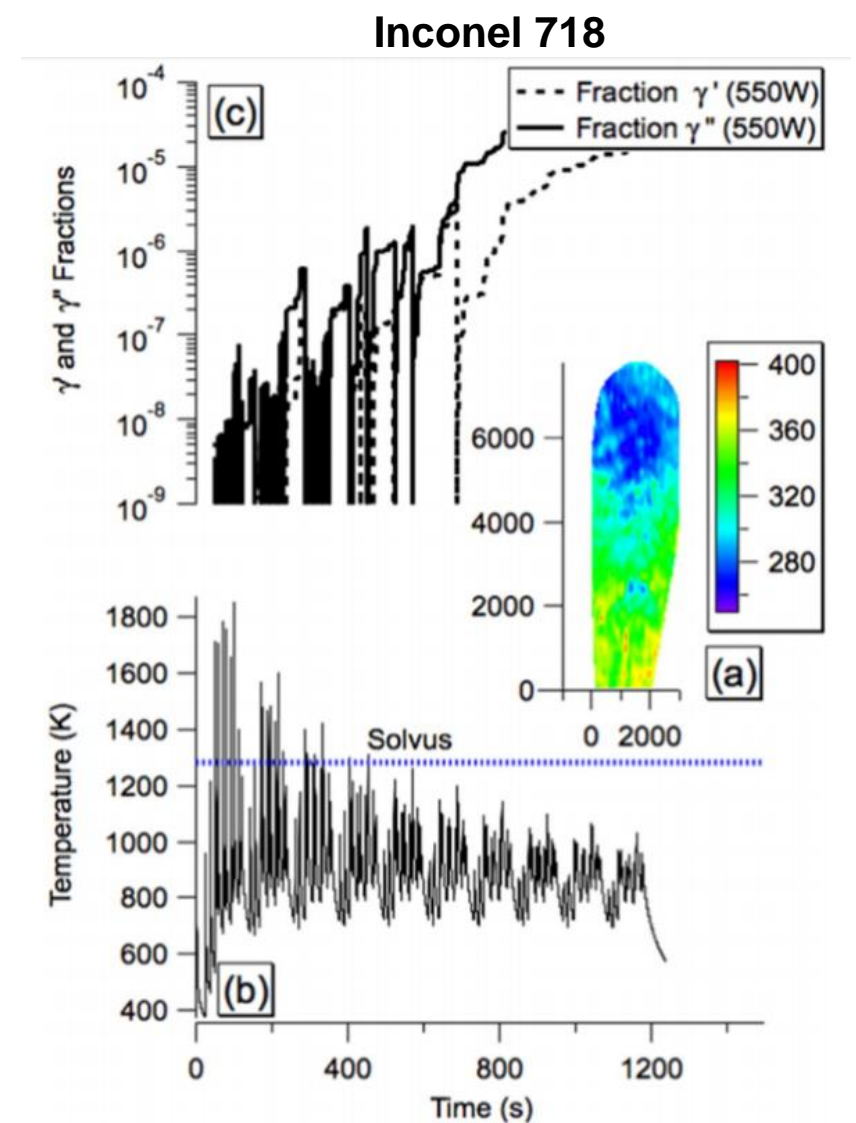 Inconel 718
10-4
10-5
10-6
10-7
10-8
10-9
γ' and γ" Fractions
(c)
Fraction γ' (550W)
Fraction γ" (550W)
6000
4000
2000
0
0 2000
400
360
320
280
(a)
1800
1600
1400
1200
1000
800
600
400
Temperature (K)
Solvus
(b)
0 400 800 1200
Time (s)